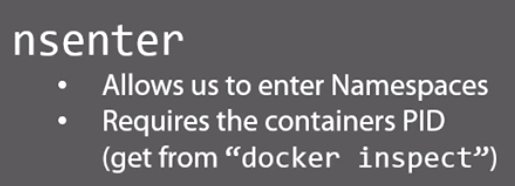 nsenter
• Allows us to enter Namespaces
• Requires the containers PID
(get from “docker inspect”)